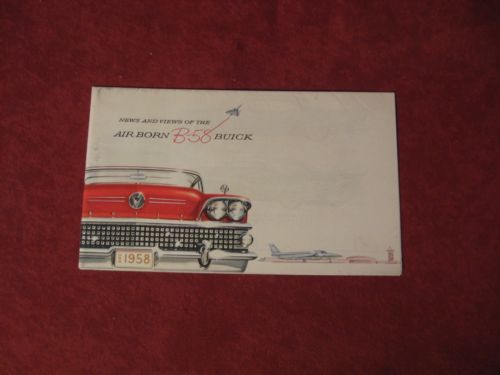 NEWS AND VIEWS OF THE
AIR BORN B-58 BUICK
1958